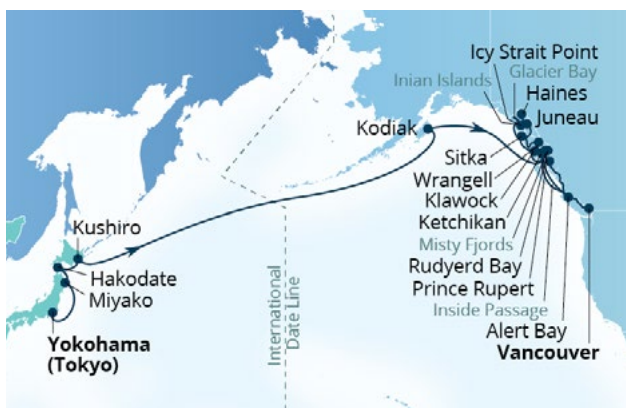 Icy Strait Point
Inian Islands
Glacier Bay
Haines
Juneau
Kodiak
Sitka
Wrangell
Klawock
Ketchikan
Misty Fjords
Rudyerd Bay
Prince Rupert
Inside Passage
Alert Bay
Vancouver
Kushiro
Hakodate
Miyako
Yokohama
(Tokyo)
International
Date Line